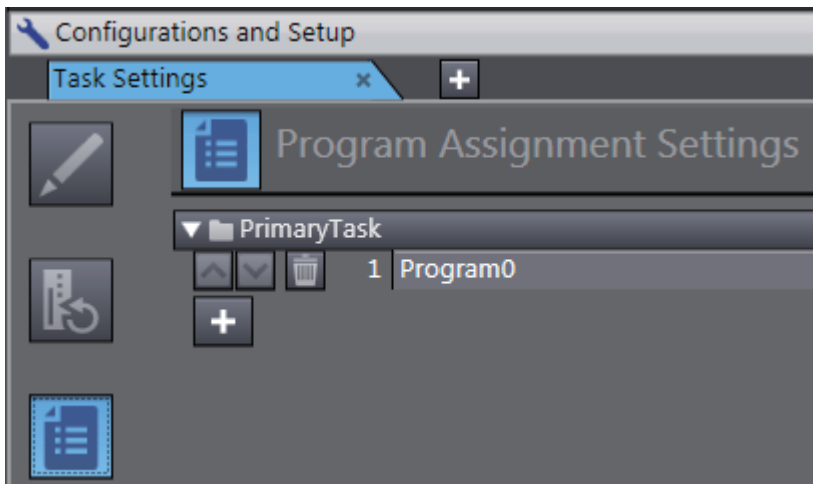 Configurations and Setup
Task Settings
Program Assignment Settings
PrimaryTask
1 Program0